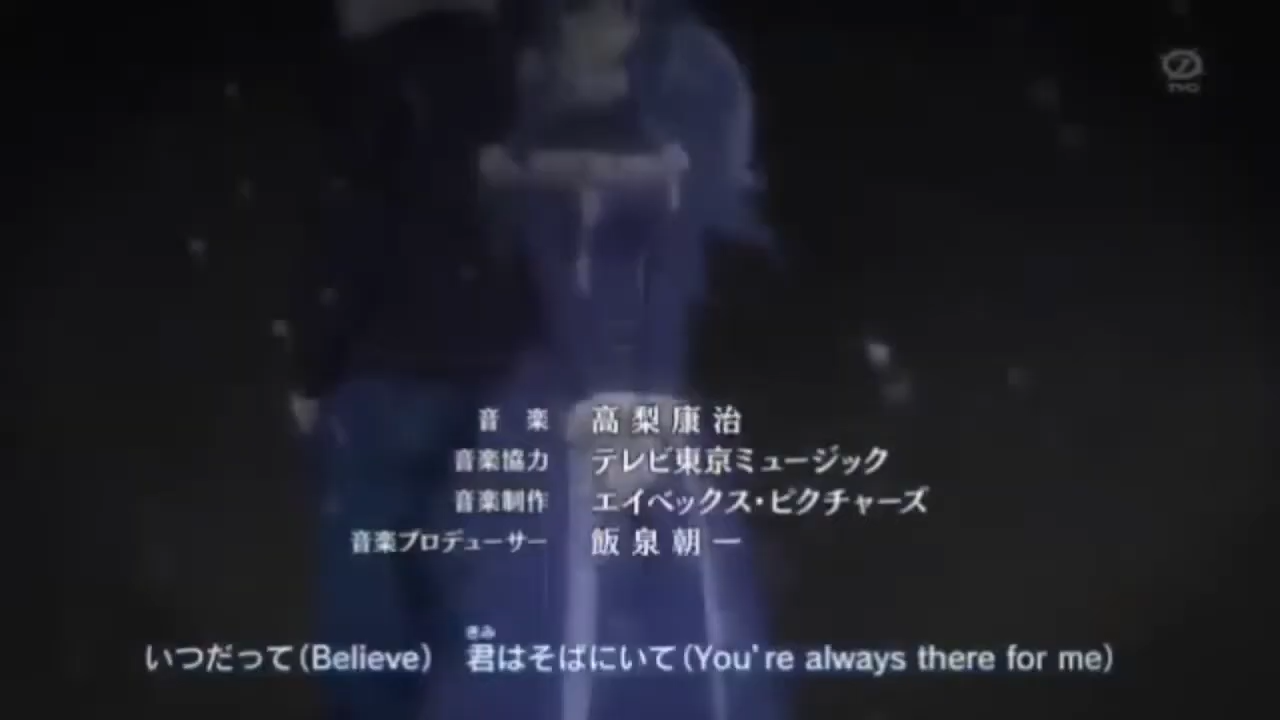 音　楽　高 梨 康 治
音楽協力　テレビ東京ミュージック
音楽制作　エイベックス・ピクチャーズ
音楽プロデューサー　飯 泉 朝 一
きみ
いつだって(Believe)　君はそばにいて(You're always there for me)